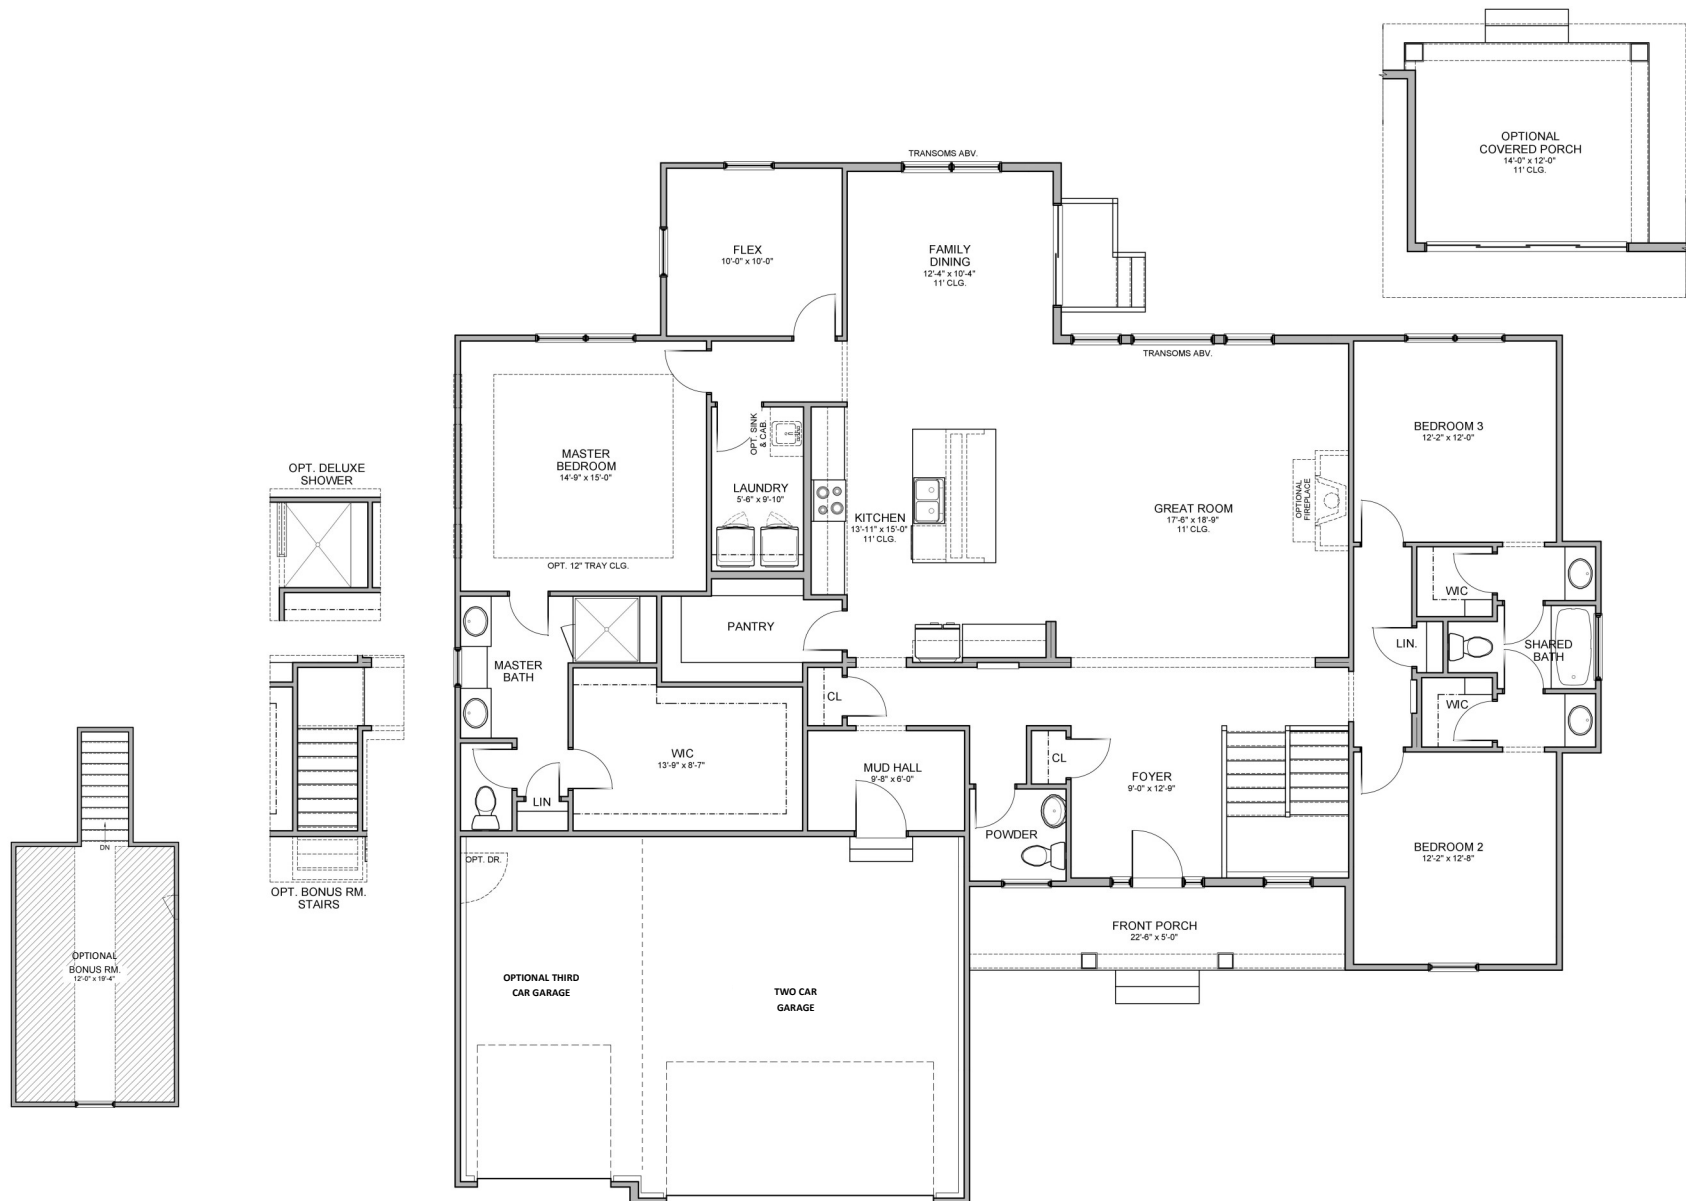 OPTIONAL
COVERED PORCH
14'-0" x 12'-0"
11' CLG.
TRANSOMS ABV.
FLEX
10'-0" x 10'-0"
FAMILY
DINING
12'-4" x 10'-4"
11' CLG.
TRANSOMS ABV.
MASTER
BEDROOM
14'-9" x 15'-0"
OPT. 12" TRAY CLG.
OPT. SINK
& CAB.
LAUNDRY
5'-6" x 9'-10"
KITCHEN
13'-11" x 15'-0"
11' CLG.
GREAT ROOM
17'-6" x 18'-9"
11' CLG.
OPTIONAL
FIREPLACE
BEDROOM 3
12'-2" x 12'-0"
OPT. DELUXE
SHOWER
WIC
PANTRY
LIN.
SHARED
BATH
MASTER
BATH
CL
WIC
WIC
13'-9" x 8'-7"
MUD HALL
9'-8" x 6'-0"
CL
FOYER
9'-0" x 12'-9"
LIN
POWDER
BEDROOM 2
12'-2" x 12'-8"
DN
OPT. DR.
OPT. BONUS RM.
STAIRS
FRONT PORCH
22'-6" x 5'-0"
OPTIONAL
BONUS RM.
12'-0" x 19'-4"
OPTIONAL THIRD
CAR GARAGE
TWO CAR
GARAGE